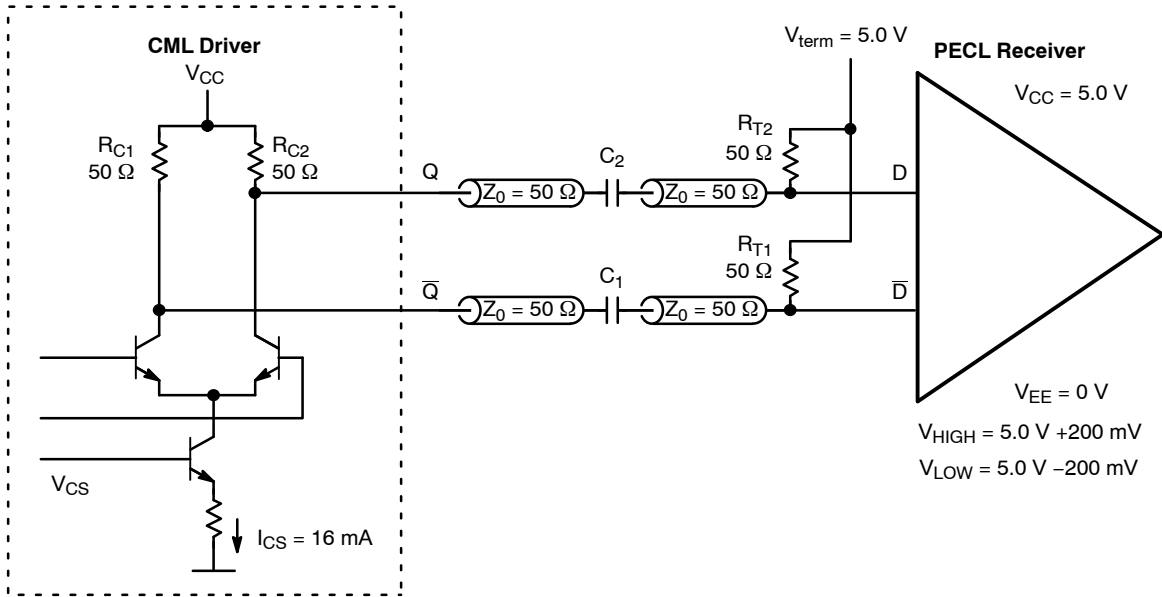 CML Driver
V_CC
R_C1
50 Ω
R_C2
50 Ω
Q
Z_0 = 50 Ω
C_2
Z_0 = 50 Ω
R_T2
50 Ω
V_term = 5.0 V
D
PECL Receiver
V_CC = 5.0 V
Q̅
Z_0 = 50 Ω
C_1
Z_0 = 50 Ω
R_T1
50 Ω
D̅
V_EE = 0 V
V_HIGH = 5.0 V +200 mV
V_LOW = 5.0 V −200 mV
V_CS
I_CS = 16 mA